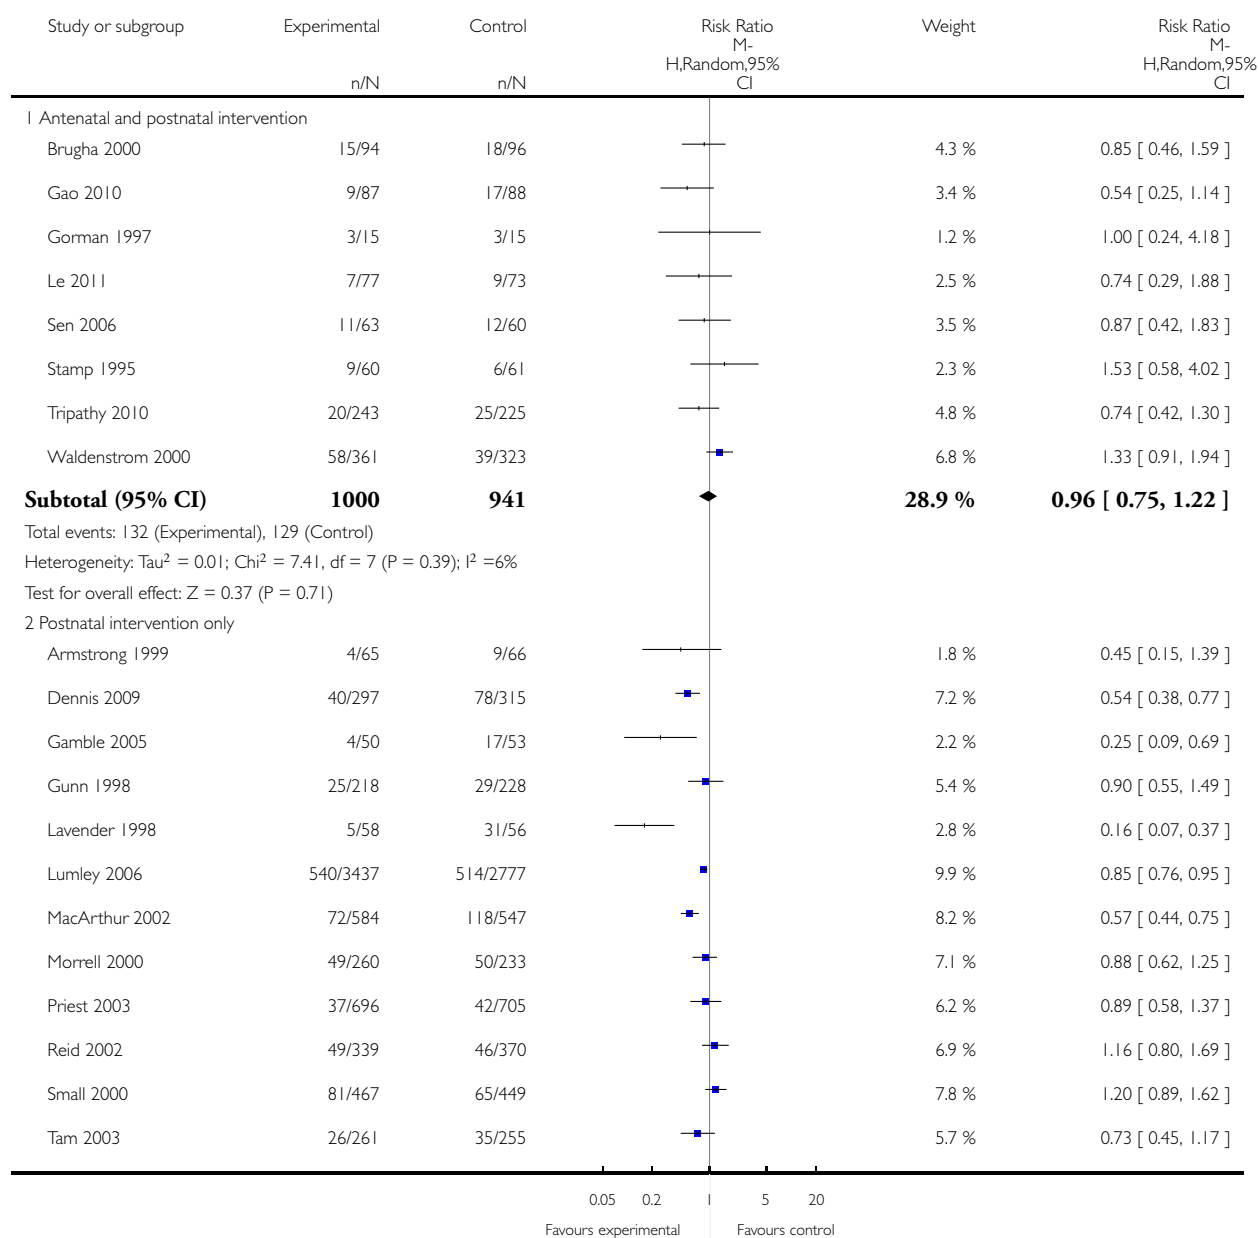 Study or subgroup Experimental Control Risk Ratio Weight Risk Ratio
M- M-
H,Random,95% H,Random,95%
n/N n/N CI CI
1 Antenatal and postnatal intervention
Brugha 2000 15/94 18/96 4.3 % 0.85 [ 0.46, 1.59 ]
Gao 2010 9/87 17/88 3.4 % 0.54 [ 0.25, 1.14 ]
Gorman 1997 3/15 3/15 1.2 % 1.00 [ 0.24, 4.18 ]
Le 2011 7/77 9/73 2.5 % 0.74 [ 0.29, 1.88 ]
Sen 2006 11/63 12/60 3.5 % 0.87 [ 0.42, 1.83 ]
Stamp 1995 9/60 6/61 2.3 % 1.53 [ 0.58, 4.02 ]
Tripathy 2010 20/243 25/225 4.8 % 0.74 [ 0.42, 1.30 ]
Waldenstrom 2000 58/361 39/323 6.8 % 1.33 [ 0.91, 1.94 ]
Subtotal (95% CI) 1000 941 28.9 % 0.96 [ 0.75, 1.22 ]
Total events: 132 (Experimental), 129 (Control)
Heterogeneity: Tau² = 0.01; Chi² = 7.41, df = 7 (P = 0.39); I² =6%
Test for overall effect: Z = 0.37 (P = 0.71)
2 Postnatal intervention only
Armstrong 1999 4/65 9/66 1.8 % 0.45 [ 0.15, 1.39 ]
Dennis 2009 40/297 78/315 7.2 % 0.54 [ 0.38, 0.77 ]
Gamble 2005 4/50 17/53 2.2 % 0.25 [ 0.09, 0.69 ]
Gunn 1998 25/218 29/228 5.4 % 0.90 [ 0.55, 1.49 ]
Lavender 1998 5/58 31/56 2.8 % 0.16 [ 0.07, 0.37 ]
Lumley 2006 540/3437 514/2777 9.9 % 0.85 [ 0.76, 0.95 ]
MacArthur 2002 72/584 118/547 8.2 % 0.57 [ 0.44, 0.75 ]
Morrell 2000 49/260 50/233 7.1 % 0.88 [ 0.62, 1.25 ]
Priest 2003 37/696 42/705 6.2 % 0.89 [ 0.58, 1.37 ]
Reid 2002 49/339 46/370 6.9 % 1.16 [ 0.80, 1.69 ]
Small 2000 81/467 65/449 7.8 % 1.20 [ 0.89, 1.62 ]
Tam 2003 26/261 35/255 5.7 % 0.73 [ 0.45, 1.17 ]
0.05 0.2 1 5 20
Favours experimental Favours control